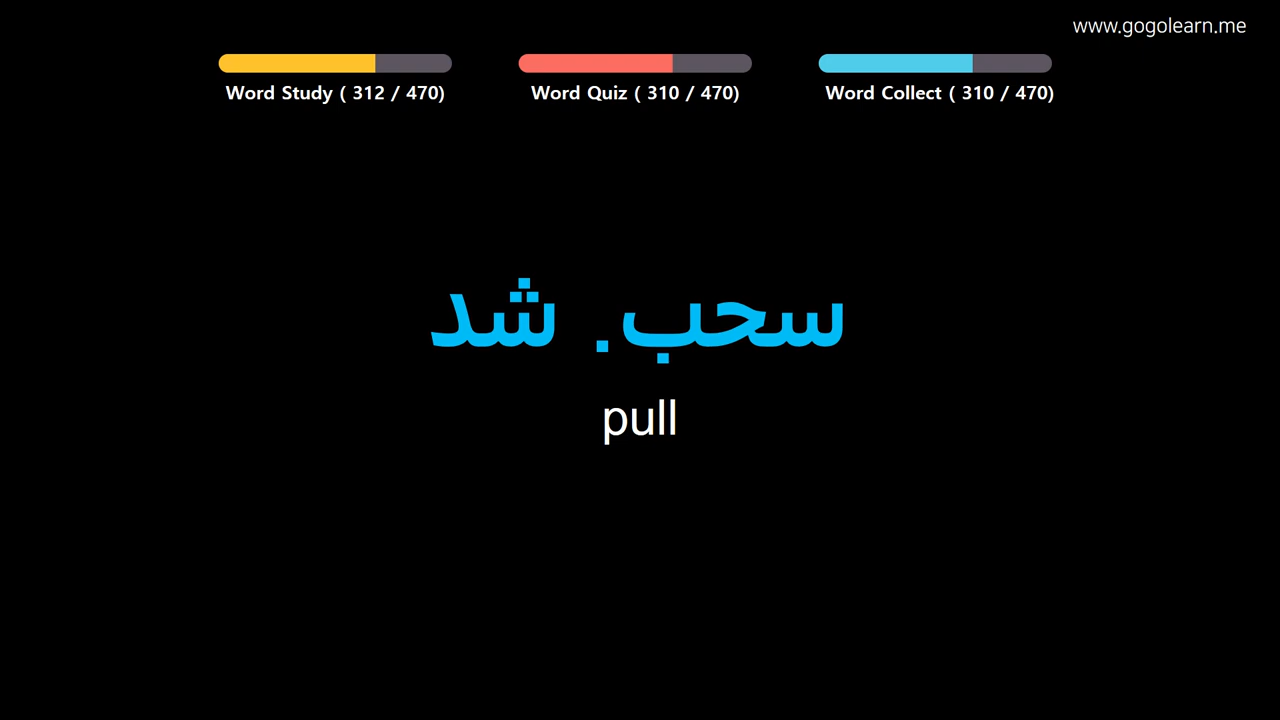 www.gogolearn.me
Word Study ( 312 / 470)
Word Quiz ( 310 / 470)
Word Collect ( 310 / 470)
سحب. شد
pull